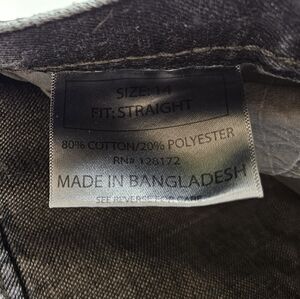 SIZE: 14
FIT: STRAIGHT
80% COTTON/20% POLYESTER
RN# 128172
MADE IN BANGLADESH
SEE REVERSE FOR CARE